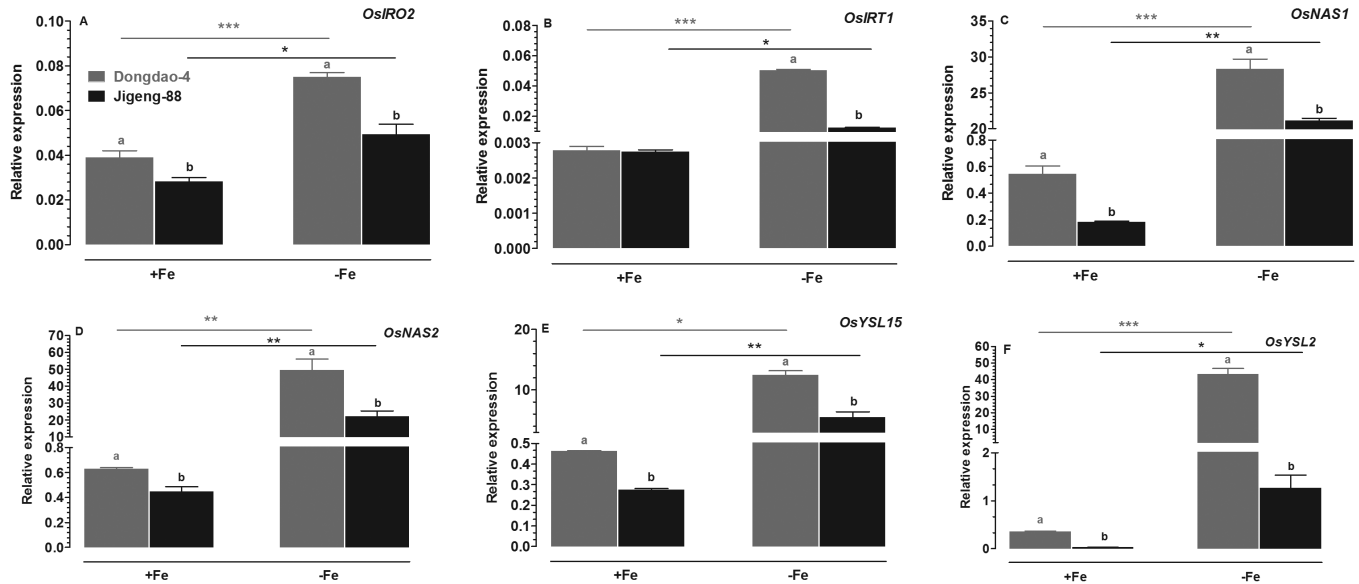 A
OsIRO2
***
*
Relative expression
0.10
0.08
0.06
0.04
0.02
0.00
Dongdao-4
Jigeng-88
a
b
a
b
+Fe
-Fe
B
OsIRT1
***
*
Relative expression
0.08
0.06
0.04
0.02
0.003
0.002
0.001
0.000
a
b
+Fe
-Fe
C
OsNAS1
***
**
Relative expression
35
30
25
20
0.8
0.6
0.4
0.2
0.0
a
b
a
b
+Fe
-Fe
D
OsNAS2
**
**
Relative expression
70
60
50
40
30
20
10
0.8
0.6
0.4
0.2
0.0
a
b
a
b
+Fe
-Fe
E
OsYSL15
*
**
Relative expression
20
10
0.5
0.4
0.3
0.2
0.1
0.0
a
b
a
b
+Fe
-Fe
F
OsYSL2
***
*
Relative expression
60
50
40
30
20
10
2
1
0
a
b
a
b
+Fe
-Fe